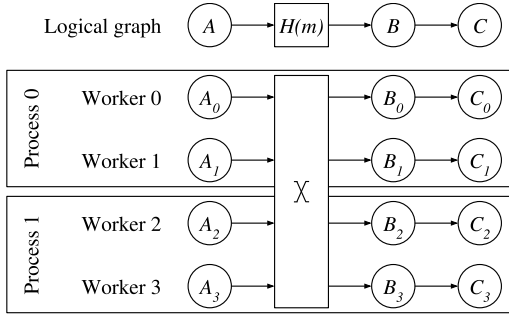 Logical graph A H(m) B C
Process 0
Worker 0 A0 B0 C0
Worker 1 A1 B1 C1
Process 1
Worker 2 A2 B2 C2
Worker 3 A3 B3 C3